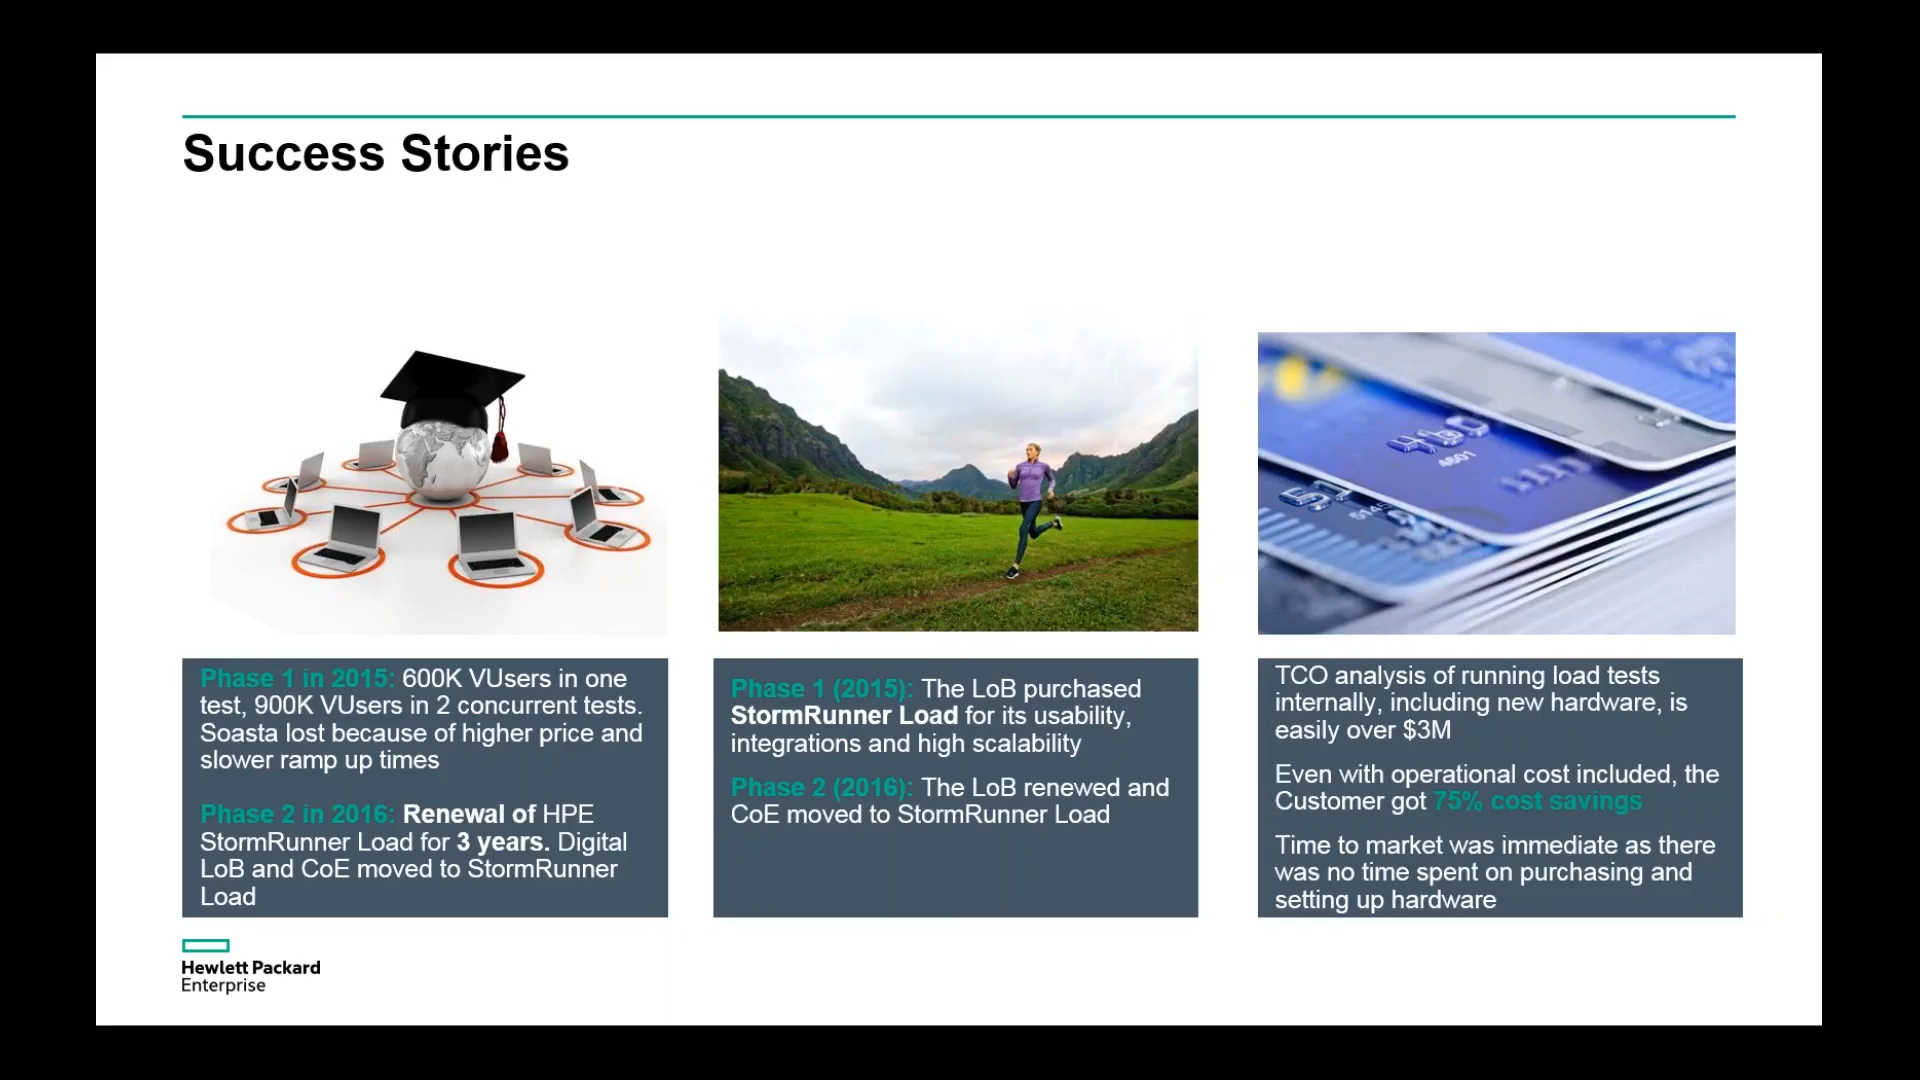 Success Stories
Phase 1 in 2015: 600K VUsers in one
test, 900K VUsers in 2 concurrent tests.
Soasta lost because of higher price and
slower ramp up times
Phase 2 in 2016: Renewal of HPE
StormRunner Load for 3 years. Digital
LoB and CoE moved to StormRunner
Load
Phase 1 (2015): The LoB purchased
StormRunner Load for its usability,
integrations and high scalability
Phase 2 (2016): The LoB renewed and
CoE moved to StormRunner Load
460
4601
TCO analysis of running load tests
internally, including new hardware, is
easily over $3M
Even with operational cost included, the
Customer got 75% cost savings
Time to market was immediate as there
was no time spent on purchasing and
setting up hardware
Hewlett Packard
Enterprise